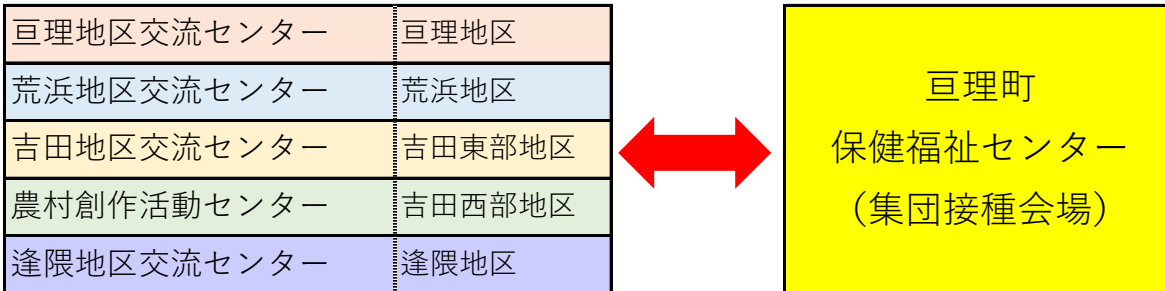 亘理地区交流センター 亘理地区
荒浜地区交流センター 荒浜地区
吉田地区交流センター 吉田東部地区
農村創作活動センター 吉田西部地区
逢隈地区交流センター 逢隈地区
亘理町
保健福祉センター
(集団接種会場)